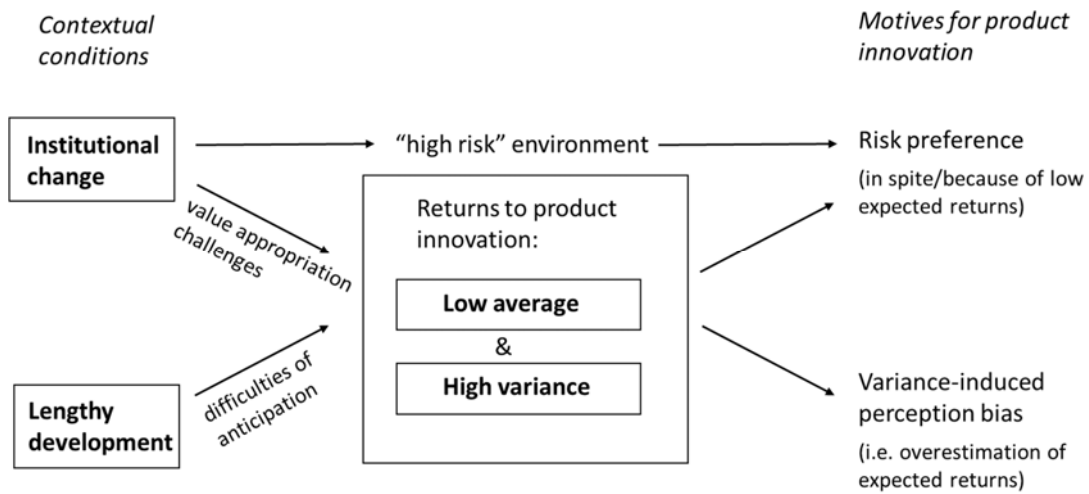 Contextual
conditions
Motives for product
innovation
Institutional
change
“high risk” environment
Risk preference
(in spite/because of low
expected returns)
value appropriation
challenges
Returns to product
innovation:
Low average
&
High variance
Lengthy
development
difficulties of
anticipation
Variance-induced
perception bias
(i.e. overestimation of
expected returns)